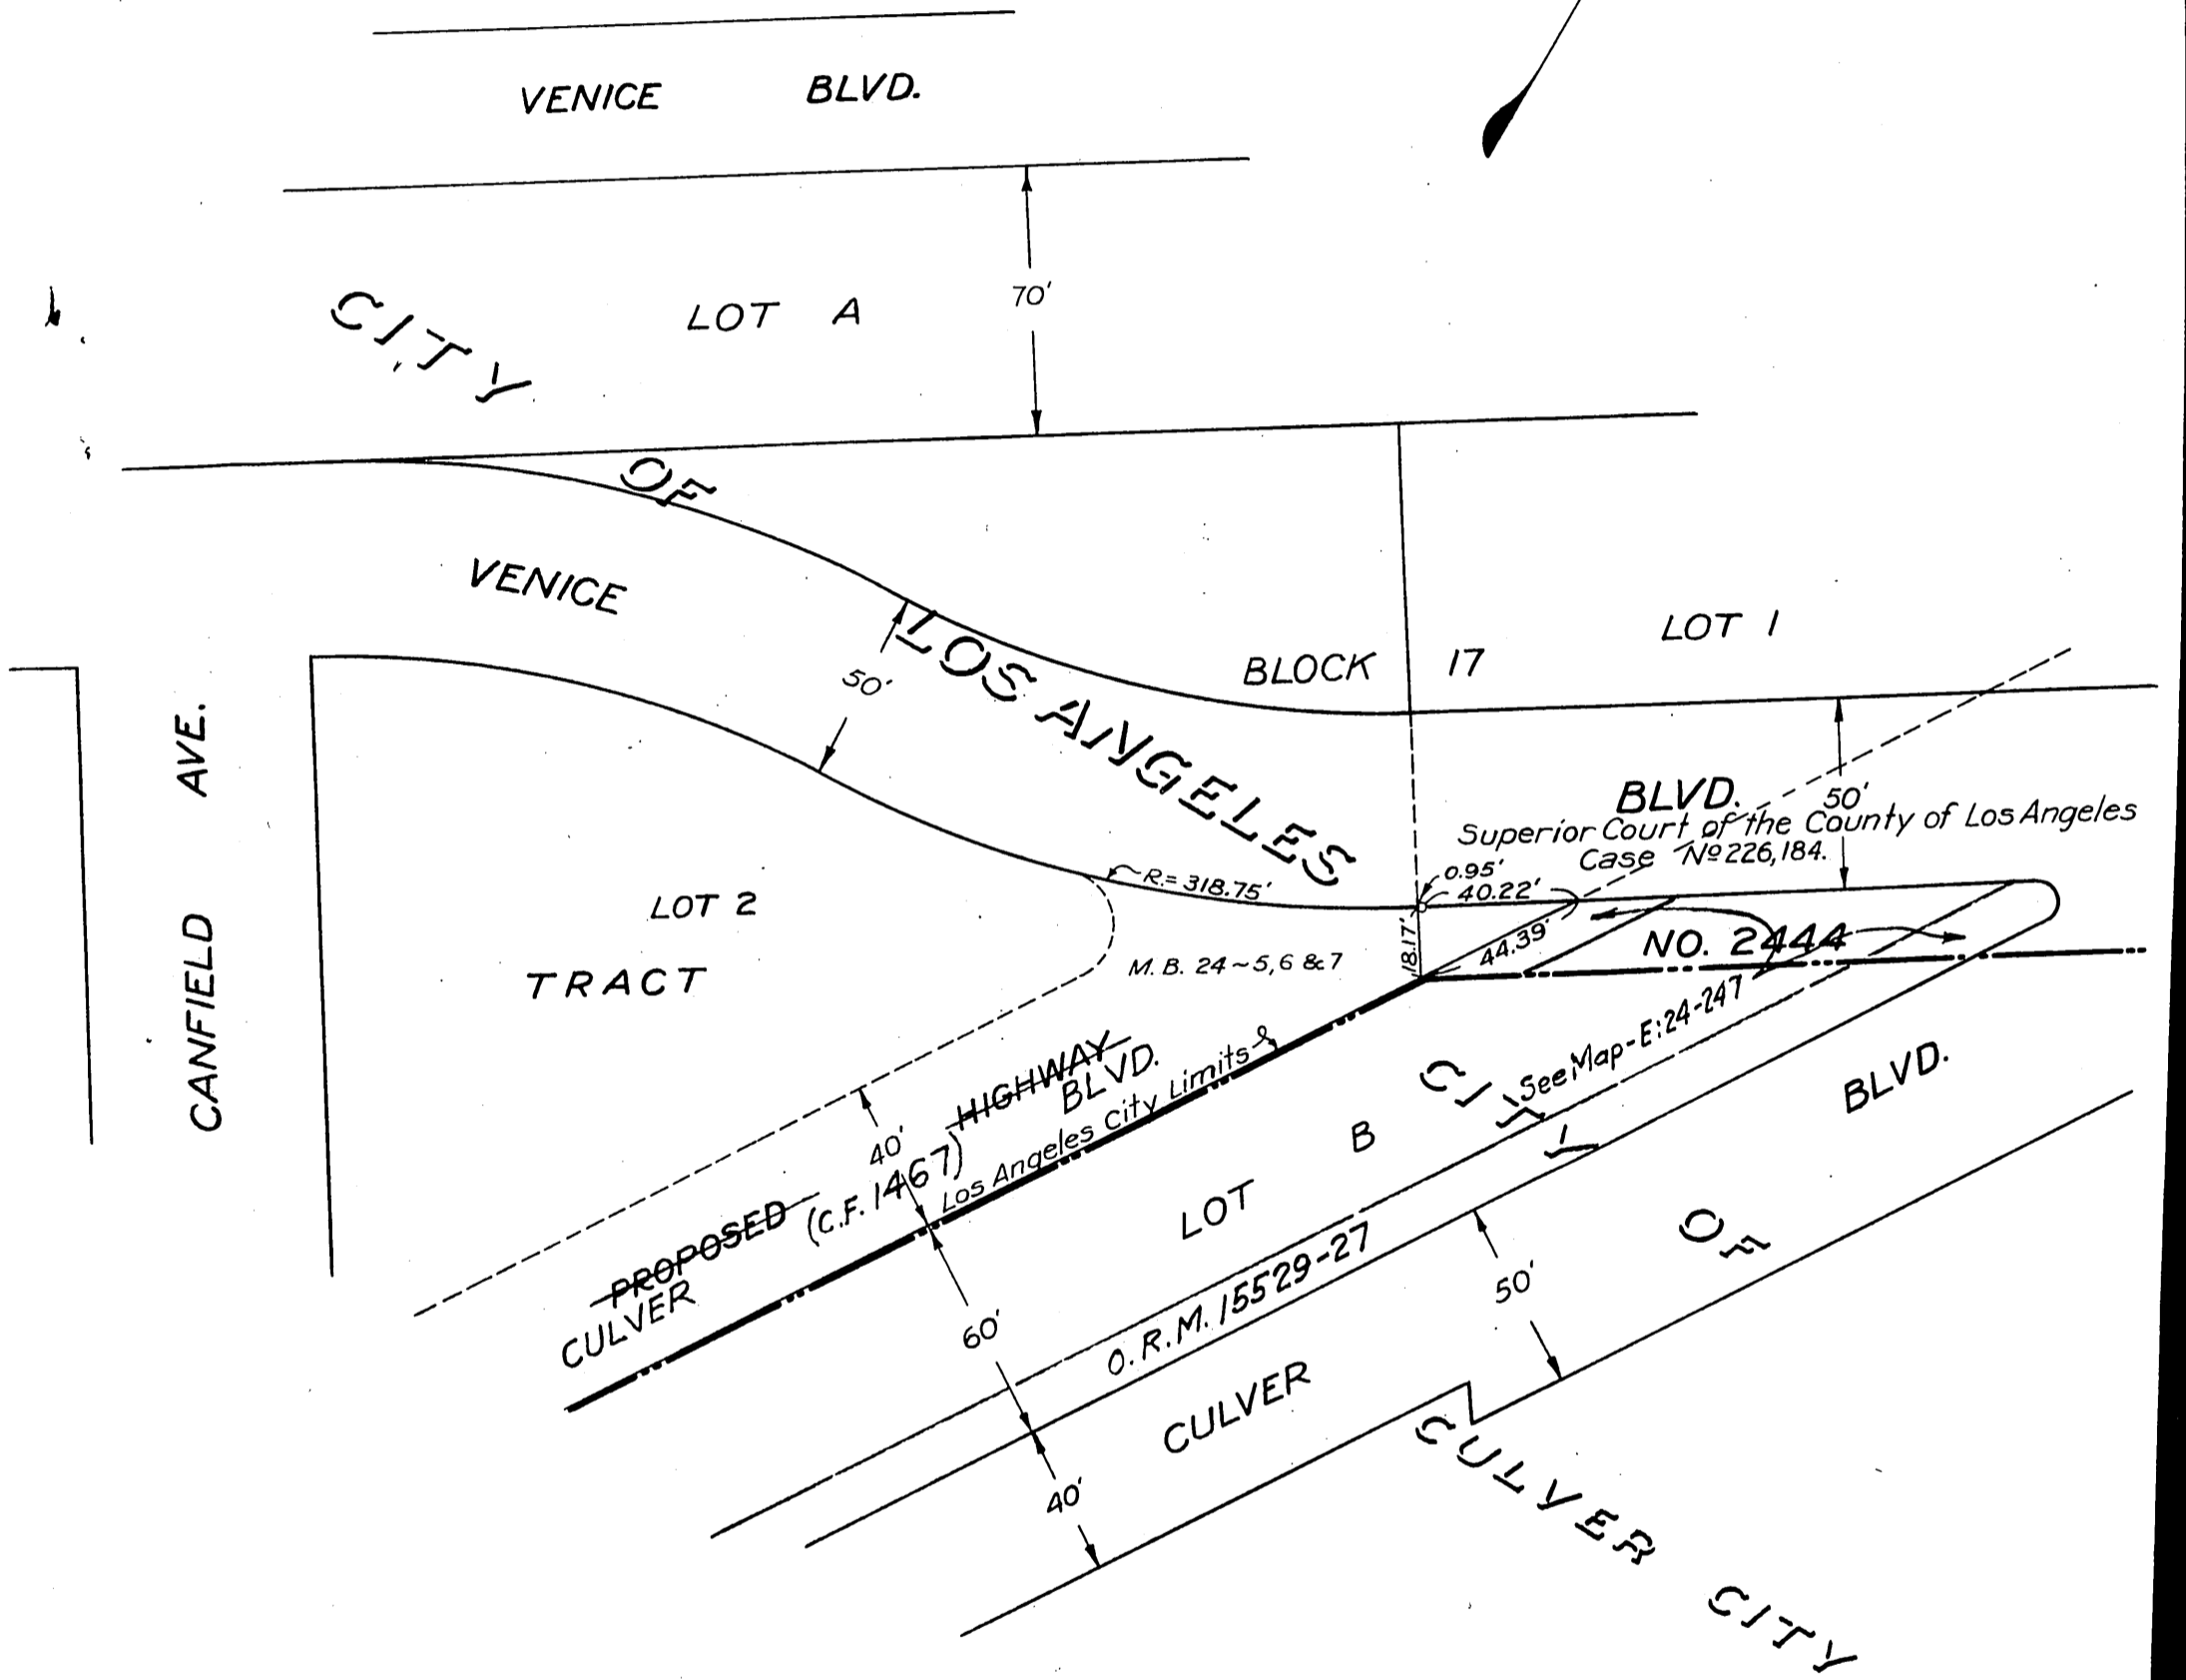 VENICE BLVD.
CITY
LOT A
70'
OF
VENICE
LOS ANGELES
50'
LOT 1
BLOCK 17
CANFIELD AVE.
BLVD.
50'
Superior Court of the County of Los Angeles
Case Nº 226,184.
0.95'
R.= 318.75'
40.22'
LOT 2
18.17'
44.39'
NO. 2444
M. B. 24~5,6 & 7
TRACT
See Map-E:24-247
HIGHWAY
BLVD.
Los Angeles City Limits
40'
PROPOSED (C.F. 1467)
CULVER
LOT B
CITY
BLVD.
OF
O.R.M. 15529-27
60'
50'
CULVER
40'
CULVER CITY